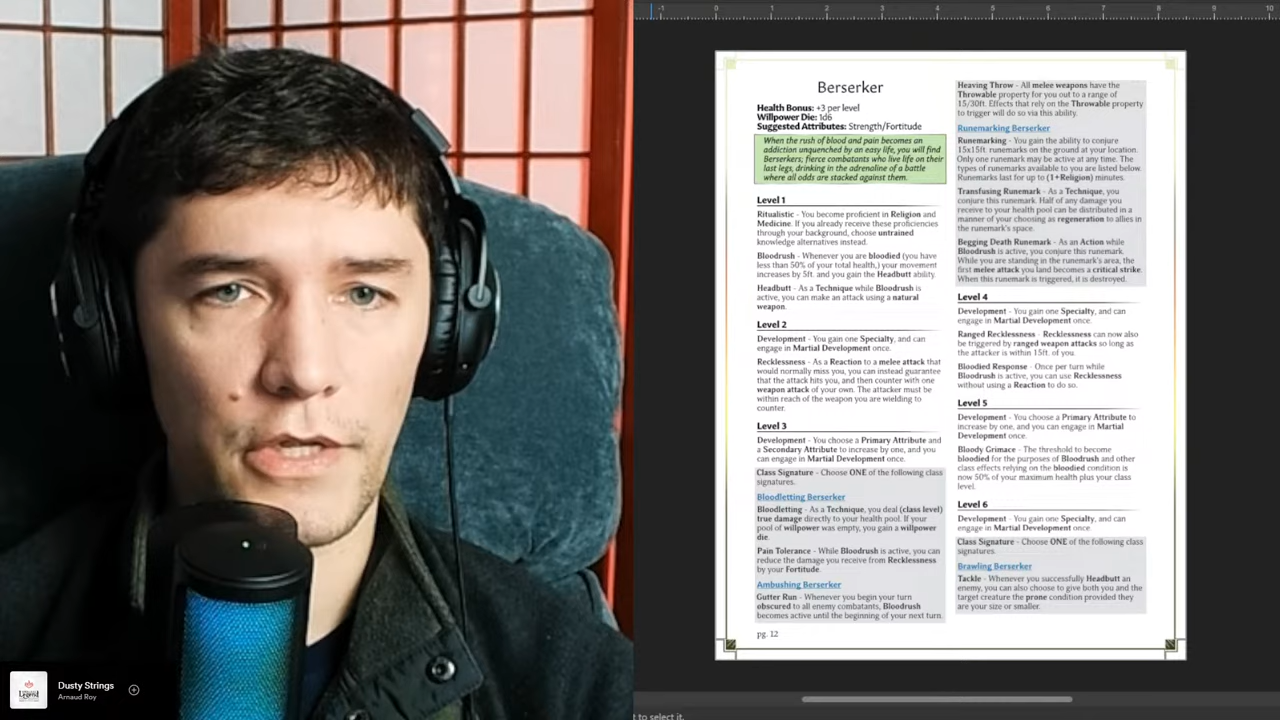 -1 0 1 2 3 4 5 6 7 8 9 10
Berserker
Health Bonus: +3 per level
Willpower Die: 1d6
Suggested Attributes: Strength/Fortitude
When the rush of blood and pain becomes an
addiction unquenched by an easy life, you will find
Berserkers; fierce combatants who live life on their
last legs, drinking in the adrenaline of a battle
where all odds are stacked against them.
Level 1
Ritualistic - You become proficient in Religion and
Medicine. If you already receive these proficiencies
through your background, choose untrained
knowledge alternatives instead.
Bloodrush - Whenever you are bloodied (you have
less than 50% of your total health,) your movement
increases by 5ft. and you gain the Headbutt ability.
Headbutt - As a Technique while Bloodrush is
active, you can make an attack using a natural
weapon.
Level 2
Development - You gain one Specialty, and can
engage in Martial Development once.
Recklessness - As a Reaction to a melee attack that
would normally miss you, you can instead guarantee
that the attack hits you, and then counter with one
weapon attack of your own. The attacker must be
within reach of the weapon you are wielding to
counter.
Level 3
Development - You choose a Primary Attribute and
a Secondary Attribute to increase by one, and you
can engage in Martial Development once.
Class Signature - Choose ONE of the following class
signatures.
Bloodletting Berserker
Bloodletting - As a Technique, you deal (class level)
true damage directly to your health pool. If your
pool of willpower was empty, you gain a willpower
die.
Pain Tolerance - While Bloodrush is active, you can
reduce the damage you receive from Recklessness
by your Fortitude.
Ambushing Berserker
Gutter Run - Whenever you begin your turn
obscured to all enemy combatants, Bloodrush
becomes active until the beginning of your next turn.
pg. 12
Heaving Throw - All melee weapons have the
Throwable property for you out to a range of
15/30ft. Effects that rely on the Throwable property
to trigger will do so via this ability.
Runemarking Berserker
Runemarking - You gain the ability to conjure
15x15ft. runemarks on the ground at your location.
Only one runemark may be active at any time. The
types of runemarks available to you are listed below.
Runemarks last for up to (1+Religion) minutes.
Transfusing Runemark - As a Technique, you
conjure this runemark. Half of any damage you
receive to your health pool can be distributed in a
manner of your choosing as regeneration to allies in
the runemark's space.
Begging Death Runemark - As an Action while
Bloodrush is active, you conjure this runemark.
While you are standing in the runemark's area, the
first melee attack you land becomes a critical strike.
When this runemark is triggered, it is destroyed.
Level 4
Development - You gain one Specialty, and can
engage in Martial Development once.
Ranged Recklessness - Recklessness can now also
be triggered by ranged weapon attacks so long as
the attacker is within 15ft. of you.
Bloodied Response - Once per turn while
Bloodrush is active, you can use Recklessness
without using a Reaction to do so.
Level 5
Development - You choose a Primary Attribute to
increase by one, and you can engage in Martial
Development once.
Bloody Grimace - The threshold to become
bloodied for the purposes of Bloodrush and other
class effects relying on the bloodied condition is
now 50% of your maximum health plus your class
level.
Level 6
Development - You gain one Specialty, and can
engage in Martial Development once
Class Signature - Choose ONE of the following class
signatures.
Brawling Berserker
Tackle - Whenever you successfully Headbutt an
enemy, you can also choose to give both you and the
target creature the prone condition provided they
are your size or smaller.
Legend
Dusty Strings
Arnaud Roy
t to select it.